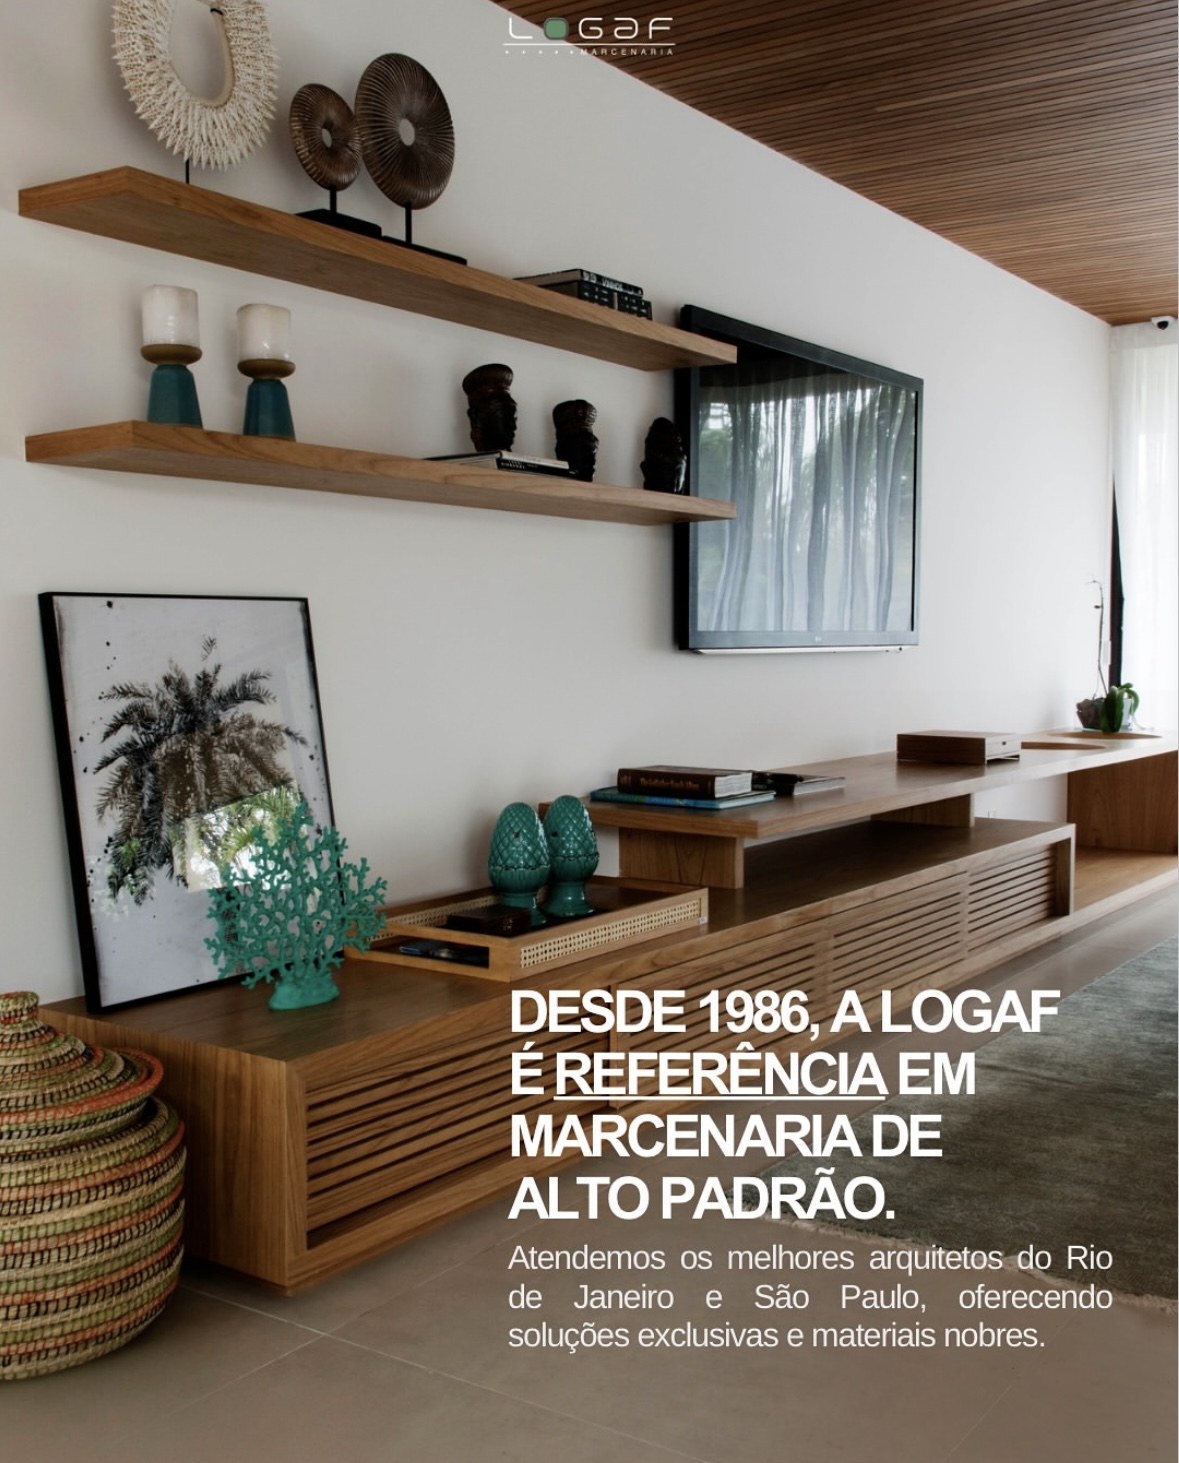 LOGAF
MARCENARIA
VINHOS
DESDE 1986, A LOGAF
É REFERÊNCIA EM
MARCENARIA DE
ALTO PADRÃO.
Atendemos os melhores arquitetos do Rio
de Janeiro e São Paulo, oferecendo
soluções exclusivas e materiais nobres.